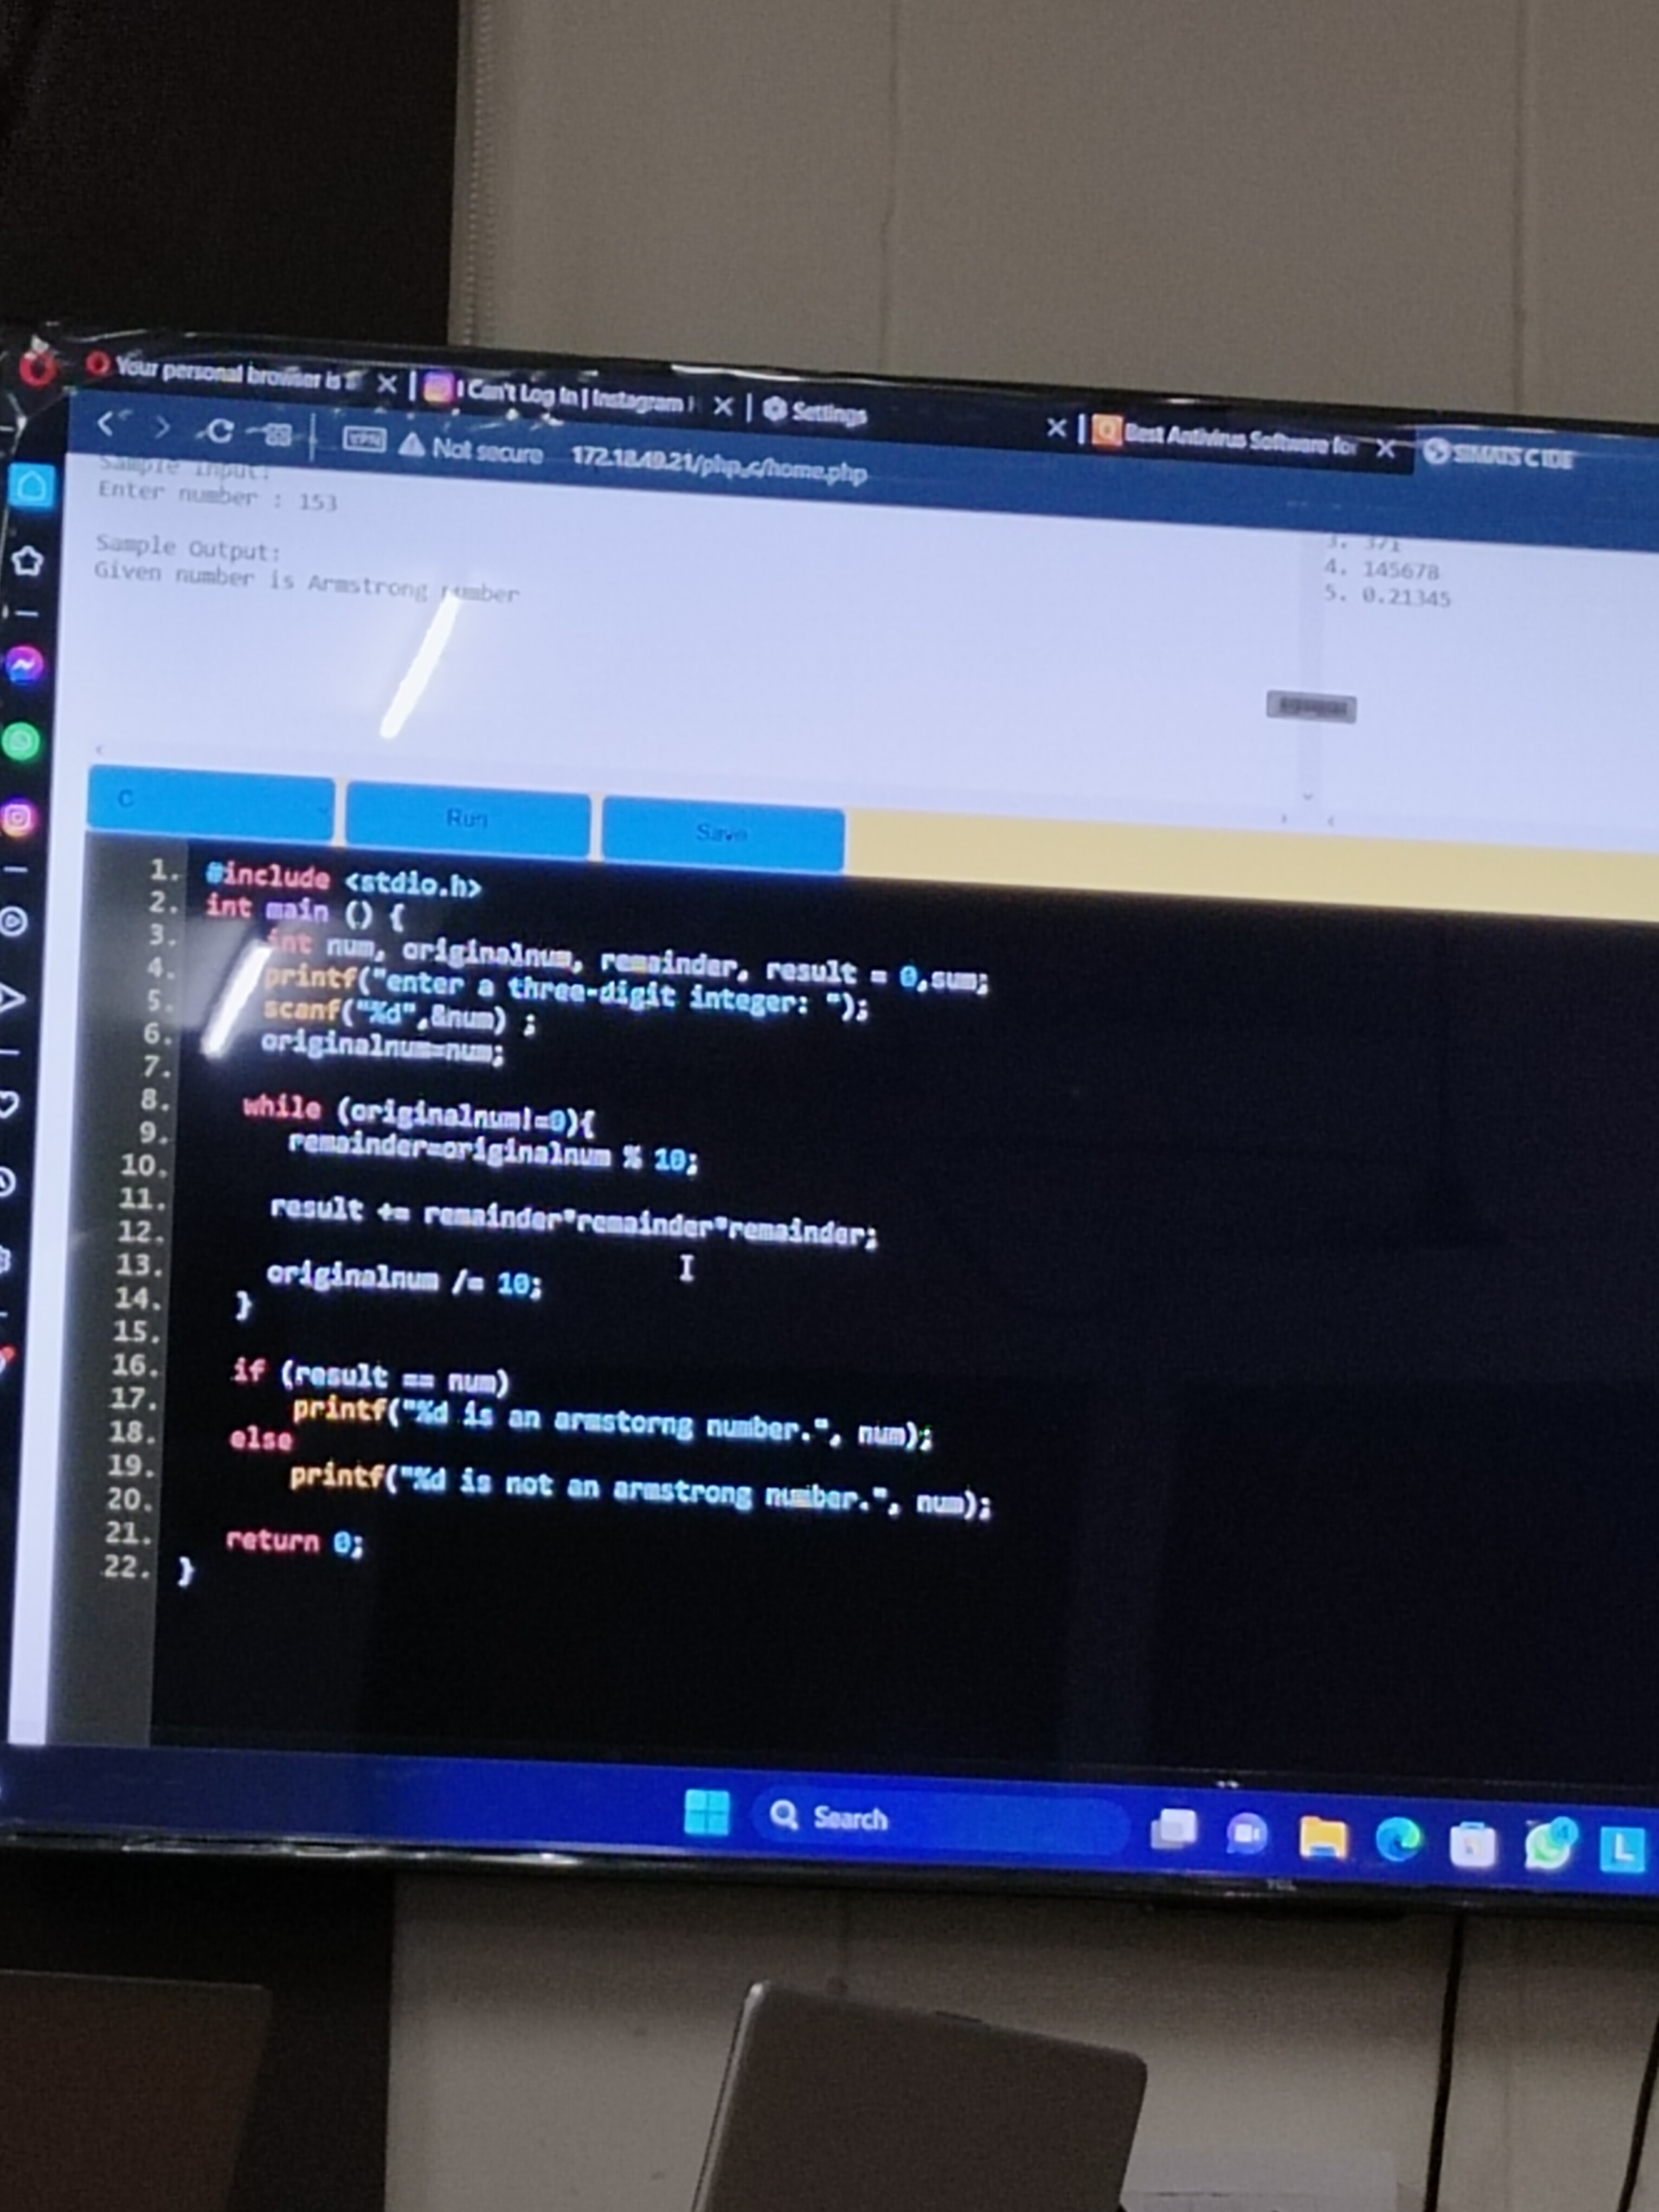 Your personal browser is
I Can't Log In | Instagram
Settings
Best Antivirus Software for
SIMATS C IDE
VPN
Not secure 172.18.49.21/php_c/home.php
Sample Input:
Enter number : 153
Sample Output:
Given number is Armstrong number
3. 371
4. 145678
5. 0.21345
C
Run
Save
1. #include <stdio.h>
2. int main () {
3. int num, originalnum, remainder, result = 0,sum;
4. printf("enter a three-digit integer: ");
5. scanf("%d",&num) ;
6. originalnum=num;
7.
8. while (originalnum!=0){
9. remainder=originalnum % 10;
10.
11. result += remainder*remainder*remainder;
12.
13. originalnum /= 10;
14. }
15.
16. if (result == num)
17. printf("%d is an armstorng number.", num);
18. else
19. printf("%d is not an armstrong number.", num);
20.
21. return 0;
22. }
Search
L
TCL